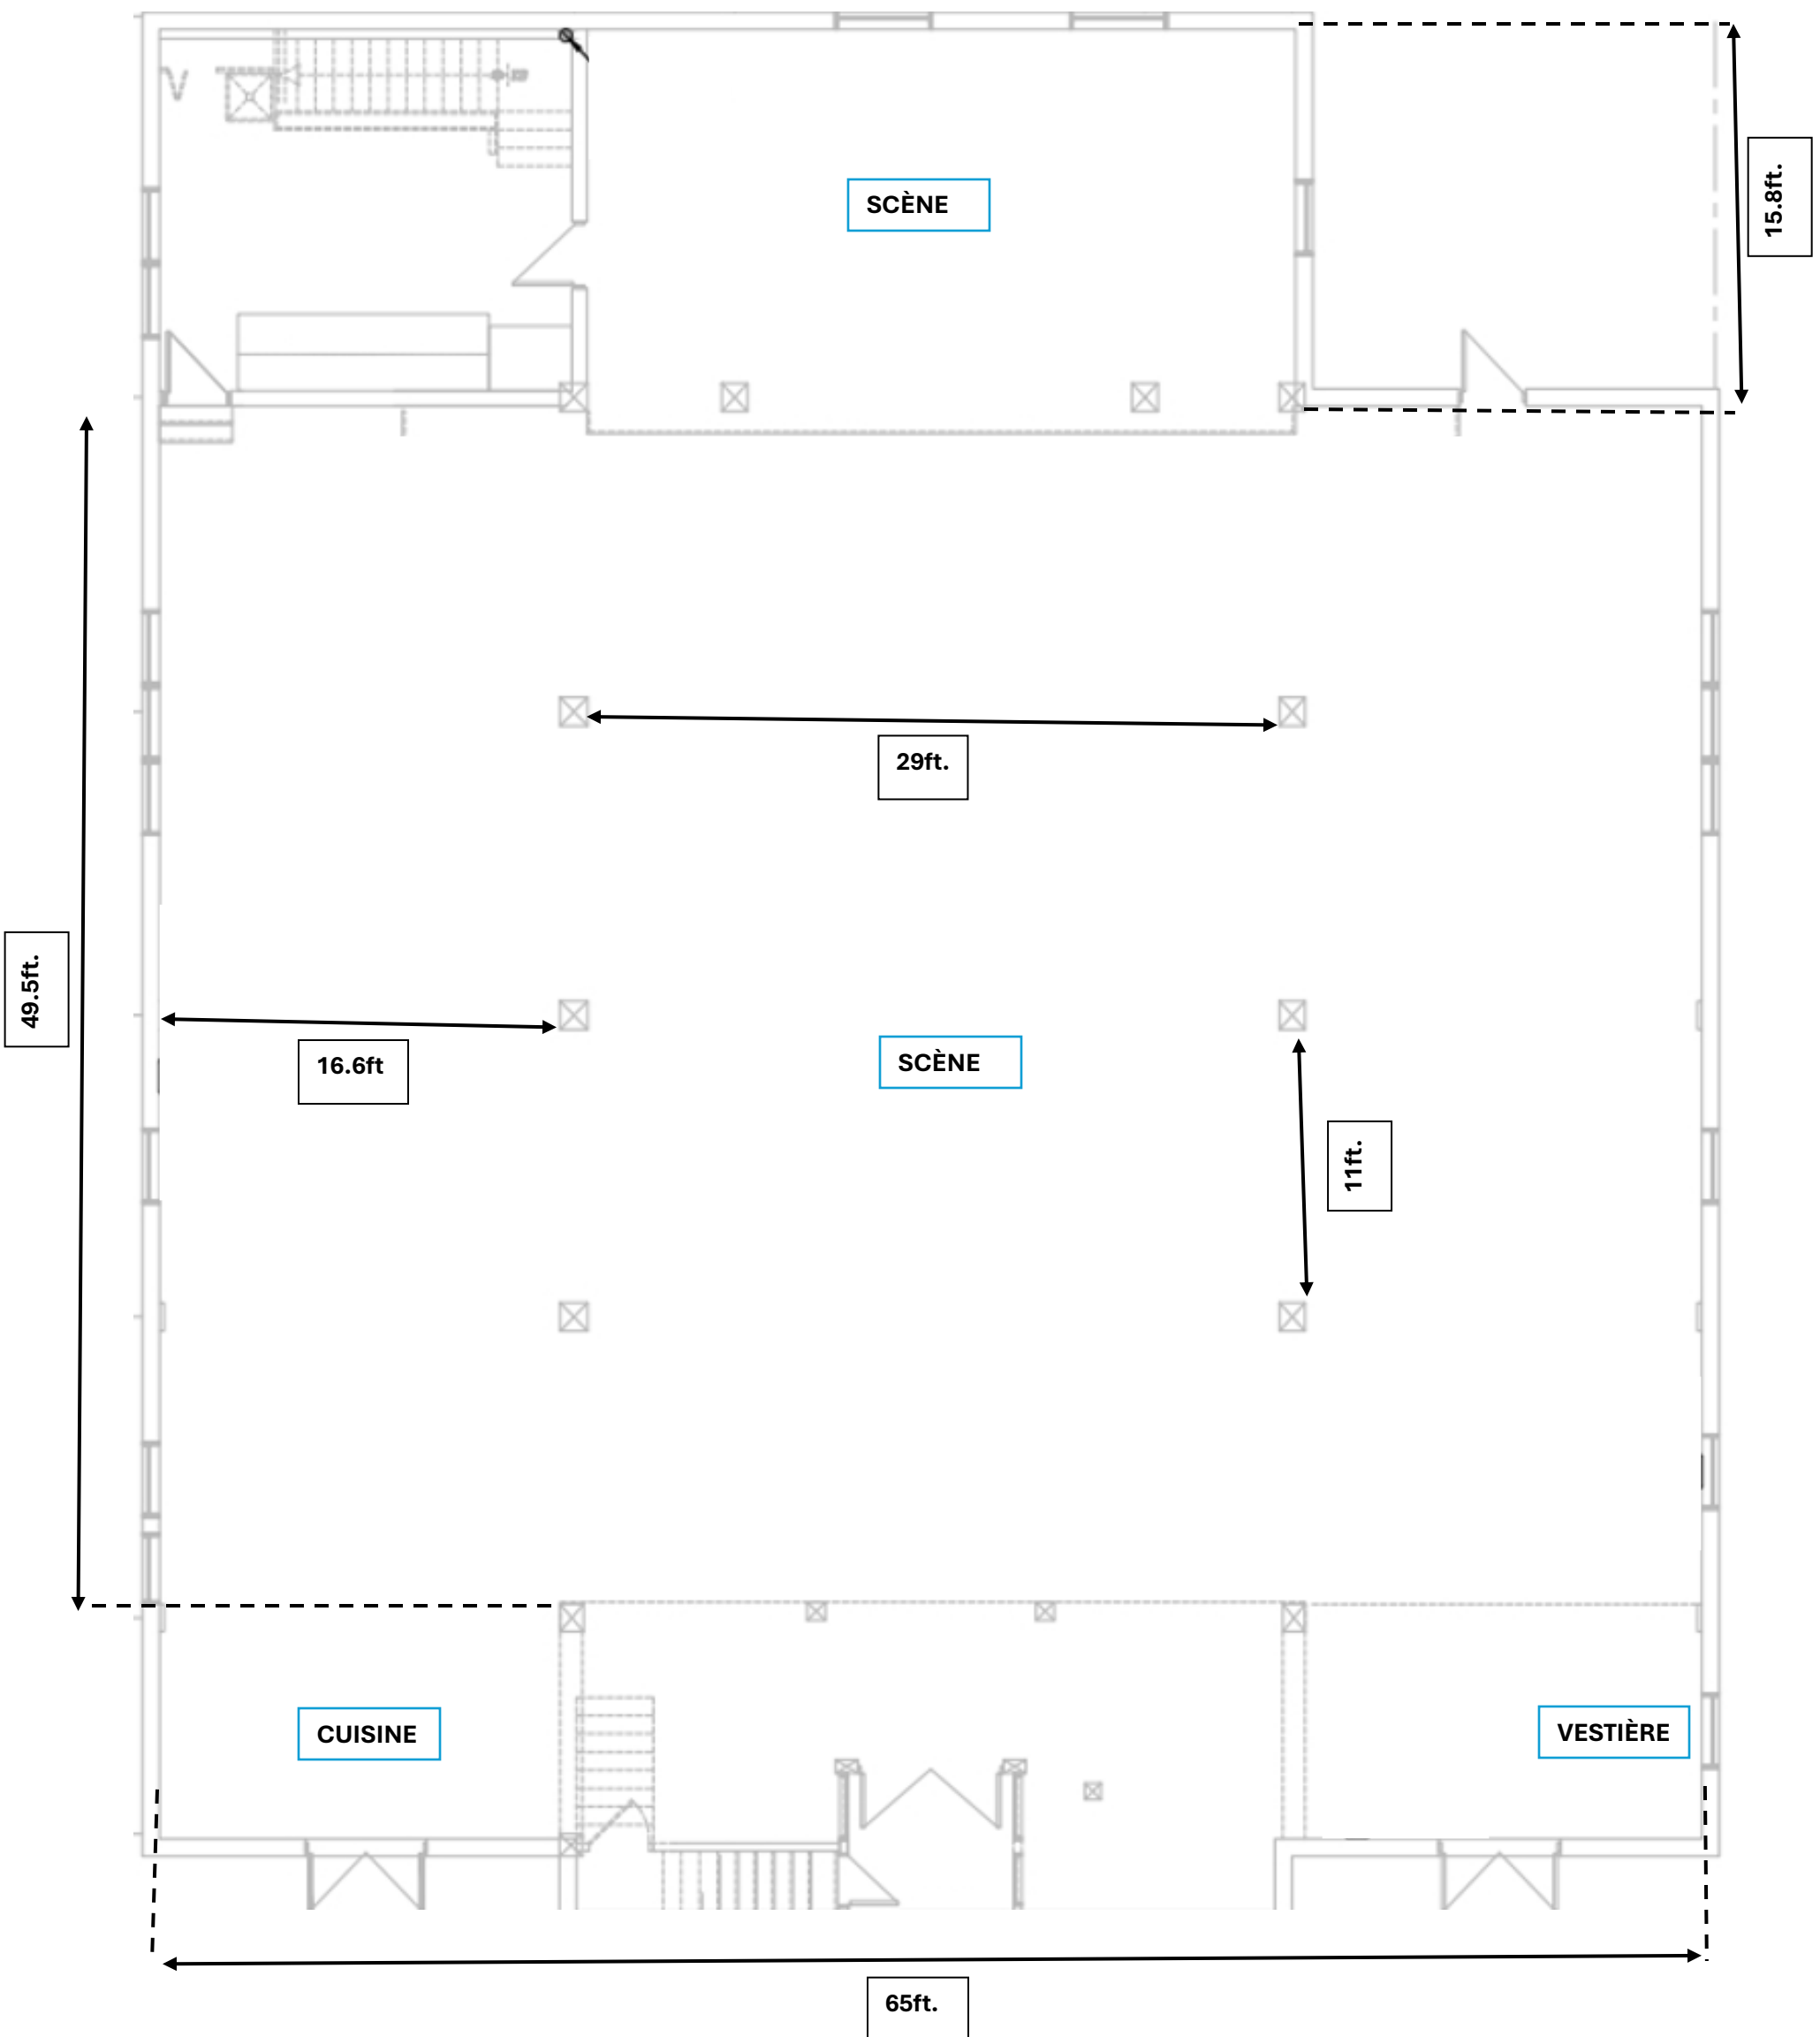 SCÈNE
15.8ft.
29ft.
49.5ft.
16.6ft
SCÈNE
11ft.
CUISINE
VESTIÈRE
65ft.